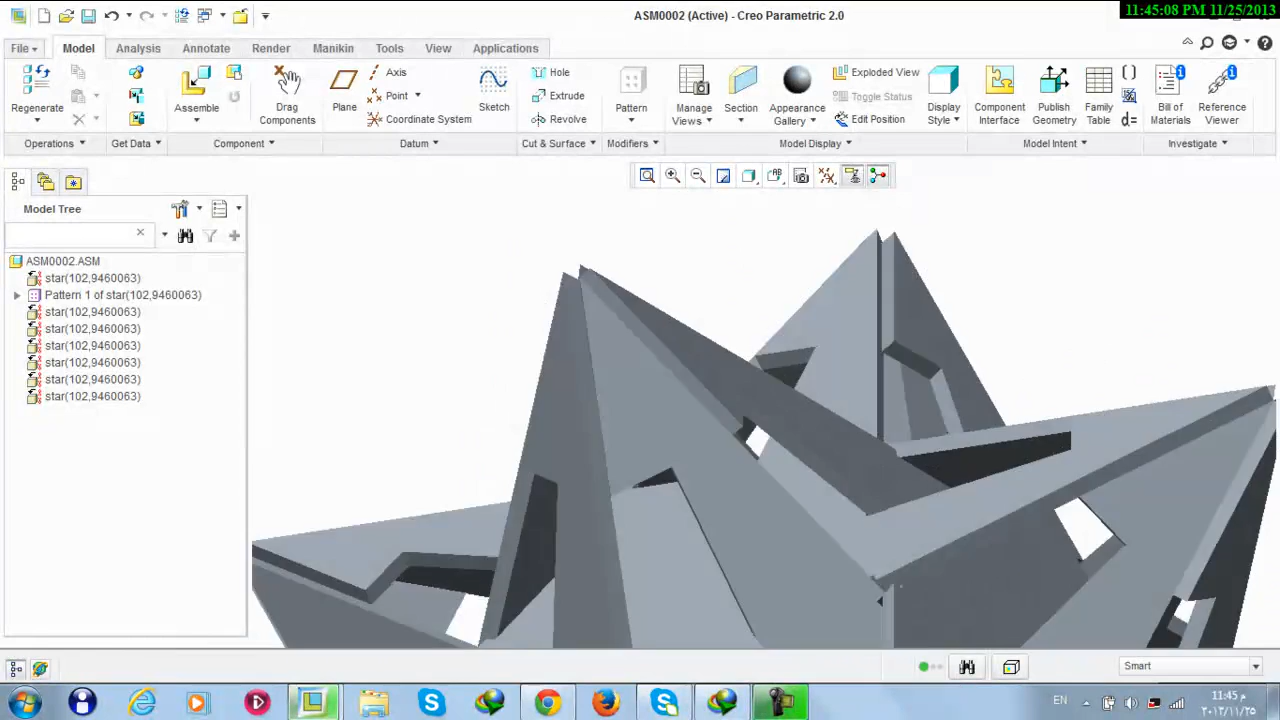 ASM0002 (Active) - Creo Parametric 2.0
11:45:08 PM 11/25/2013
File
Model
Analysis
Annotate
Render
Manikin
Tools
View
Applications
Regenerate
Assemble
Drag
Components
Plane
Axis
Point
Coordinate System
Sketch
Hole
Extrude
Revolve
Pattern
Manage
Views
Section
Appearance
Gallery
Exploded View
Toggle Status
Edit Position
Display
Style
Component
Interface
Publish
Geometry
Family
Table
d=
Bill of
Materials
Reference
Viewer
Operations
Get Data
Component
Datum
Cut & Surface
Modifiers
Model Display
Model Intent
Investigate
Model Tree
ASM0002.ASM
star(102,9460063)
Pattern 1 of star(102,9460063)
star(102,9460063)
star(102,9460063)
star(102,9460063)
star(102,9460063)
star(102,9460063)
star(102,9460063)
Smart
EN
11:45 م
٢٠١٣/١١/٢٥